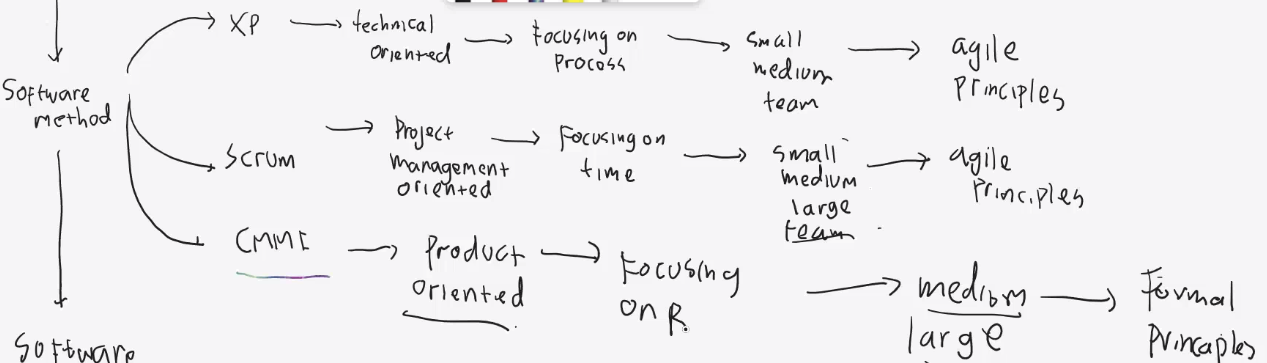 XP
technical
oriented
Focusing on
Process
small
medium
team
agile
principles
Software
method
Scrum
Project
management
oriented
Focusing on
time
small
medium
large
team
agile
principles
CMMI
product
oriented
Focusing
on R
medium
large
Formal
Principles
Software